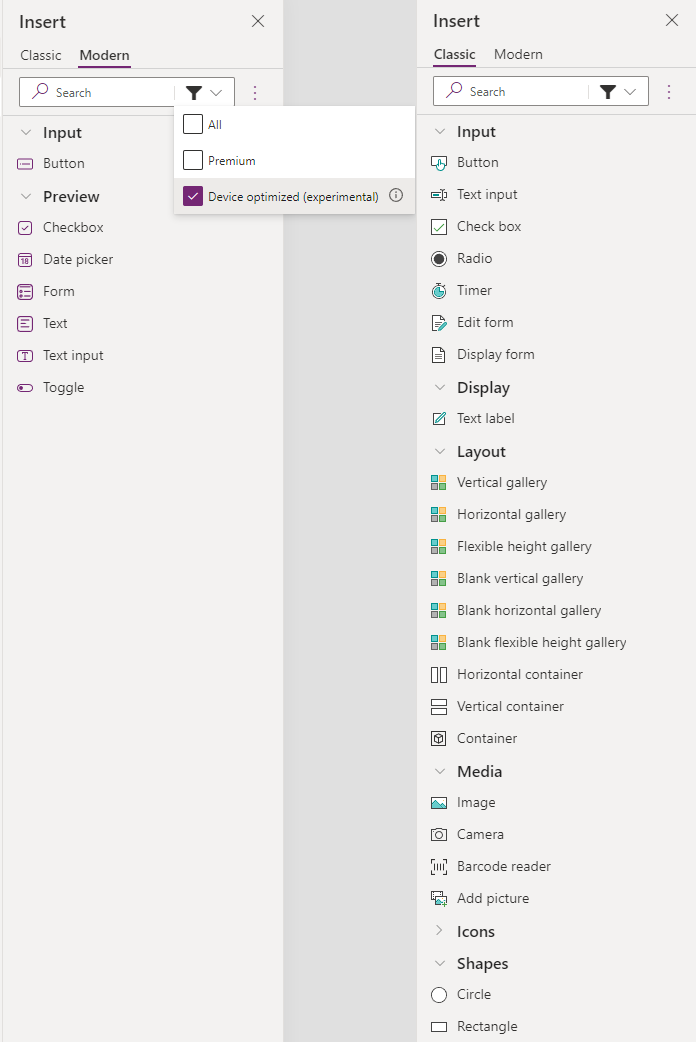 Insert
Classic Modern
Search
All
Premium
Device optimized (experimental)
Input
Button
Preview
Checkbox
18
Date picker
Form
Text
Text input
Toggle
Insert
Classic Modern
Search
Input
Button
Text input
Check box
Radio
Timer
Edit form
Display form
Display
Text label
Layout
Vertical gallery
Horizontal gallery
Flexible height gallery
Blank vertical gallery
Blank horizontal gallery
Blank flexible height gallery
Horizontal container
Vertical container
Container
Media
Image
Camera
Barcode reader
Add picture
Icons
Shapes
Circle
Rectangle